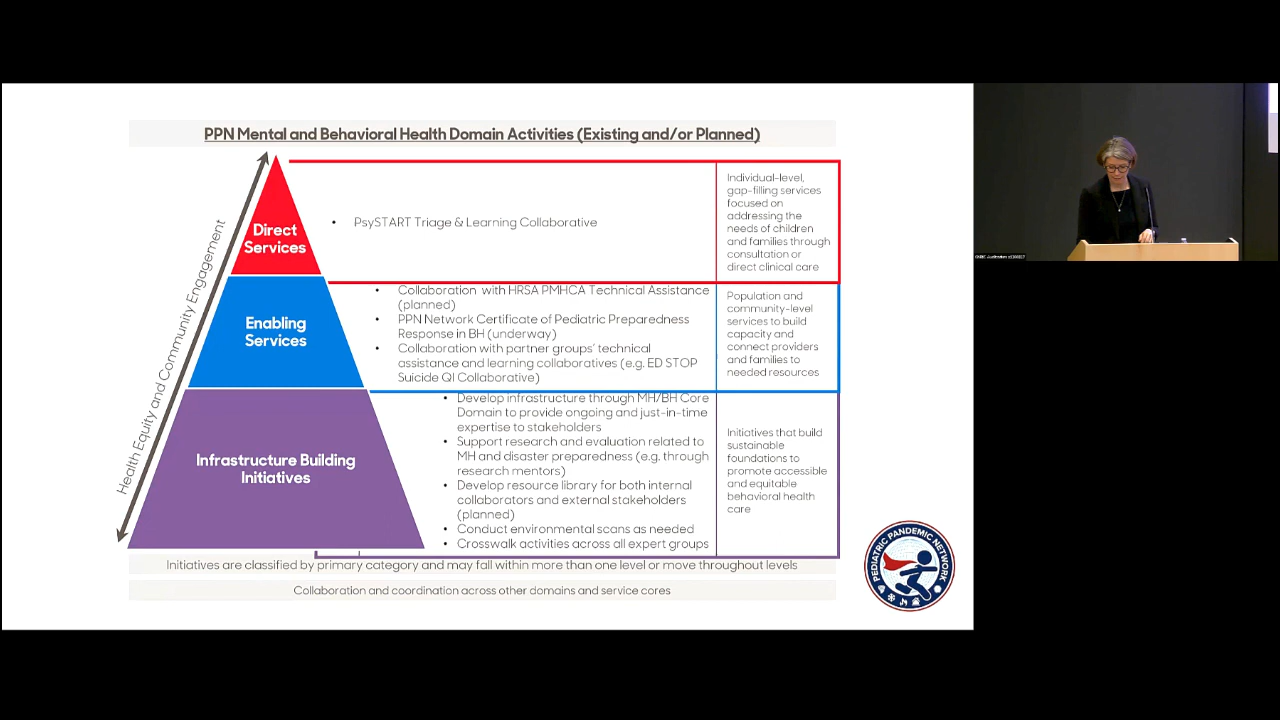 PPN Mental and Behavioral Health Domain Activities (Existing and/or Planned)
Health Equity and Community Engagement
Direct
Services
• PsySTART Triage & Learning Collaborative
Individual-level,
gap-filling services
focused on
addressing the
needs of children
and families through
consultation or
direct clinical care
Enabling
Services
• Collaboration with HRSA PMHCA Technical Assistance
(planned)
• PPN Network Certificate of Pediatric Preparedness
Response in BH (underway)
• Collaboration with partner groups' technical
assistance and learning collaboratives (e.g. ED STOP
Suicide QI Collaborative)
Population and
community-level
services to build
capacity and
connect providers
and families to
needed resources
Infrastructure Building
Initiatives
• Develop infrastructure through MH/BH Core
Domain to provide ongoing and just-in-time
expertise to stakeholders
• Support research and evaluation related to
MH and disaster preparedness (e.g. through
research mentors)
• Develop resource library for both internal
collaborators and external stakeholders
(planned)
• Conduct environmental scans as needed
• Crosswalk activities across all expert groups
Initiatives that build
sustainable
foundations to
promote accessible
and equitable
behavioral health
care
Initiatives are classified by primary category and may fall within more than one level or move throughout levels
Collaboration and coordination across other domains and service cores
PEDIATRIC PANDEMIC NETWORK